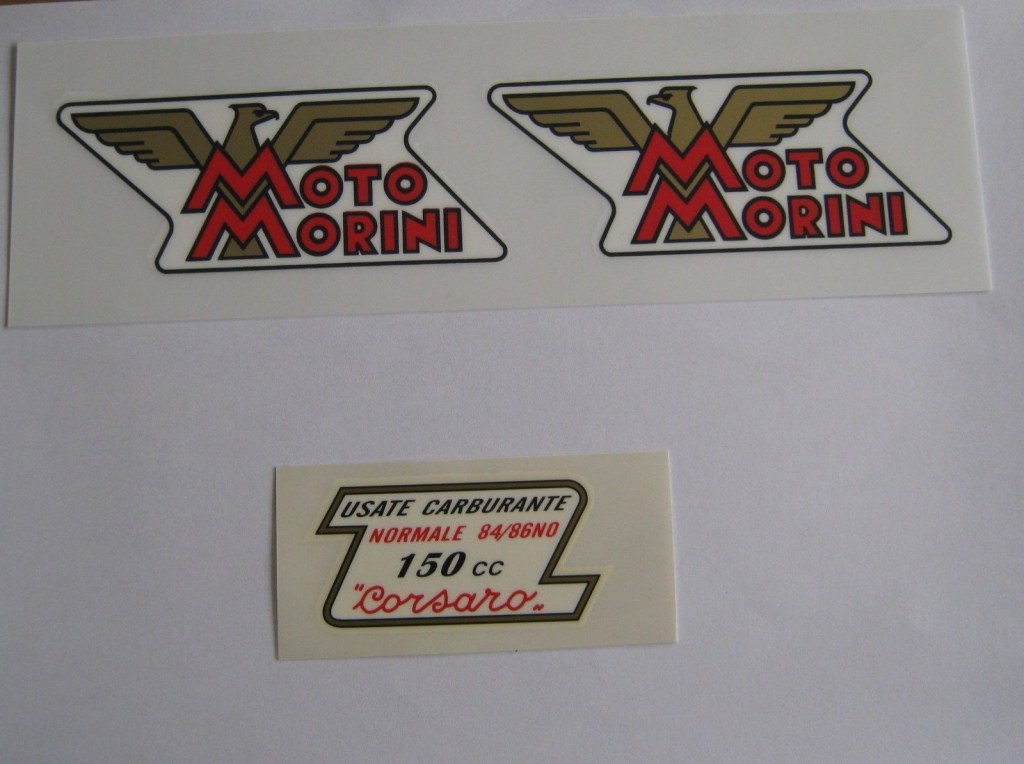 MOTO
MORINI
MOTO
MORINI
USATE CARBURANTE
NORMALE 84/86NO
150 CC
"Corsaro"